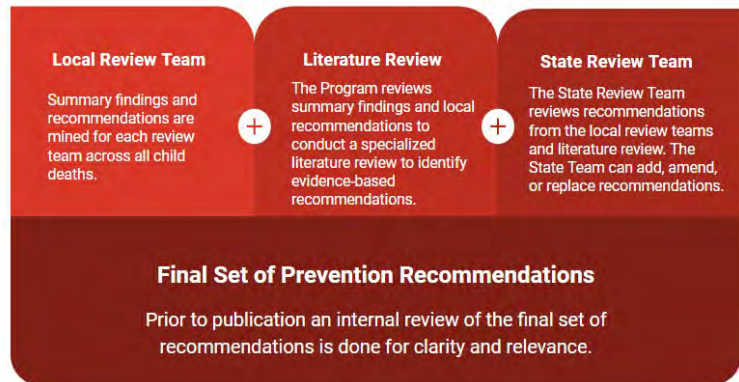 Local Review Team
Summary findings and
recommendations are
mined for each review
team across all child
deaths.
+
Literature Review
The Program reviews
summary findings and local
recommendations to
conduct a specialized
literature review to identify
evidence-based
recommendations.
+
State Review Team
The State Review Team
reviews recommendations
from the local review teams
and literature review. The
State Team can add, amend,
or replace recommendations.
Final Set of Prevention Recommendations
Prior to publication an internal review of the final set of
recommendations is done for clarity and relevance.